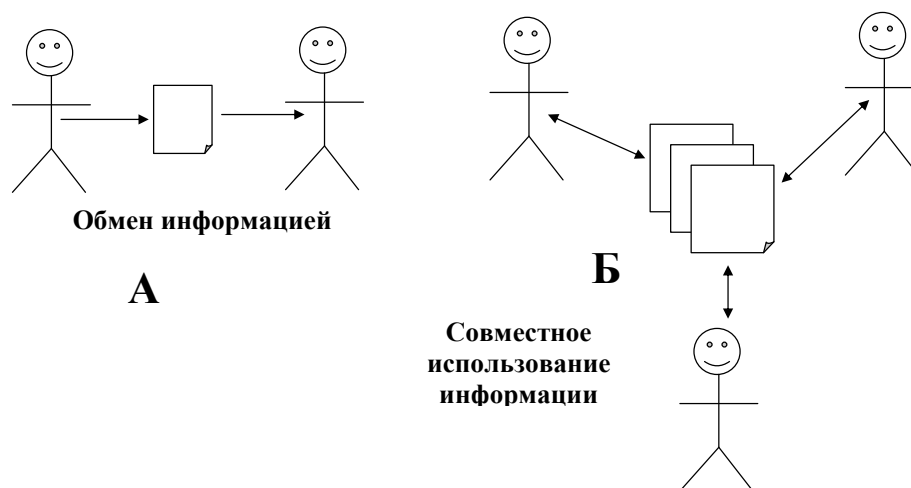 Обмен информацией
А
Б
Совместное
использование
информации